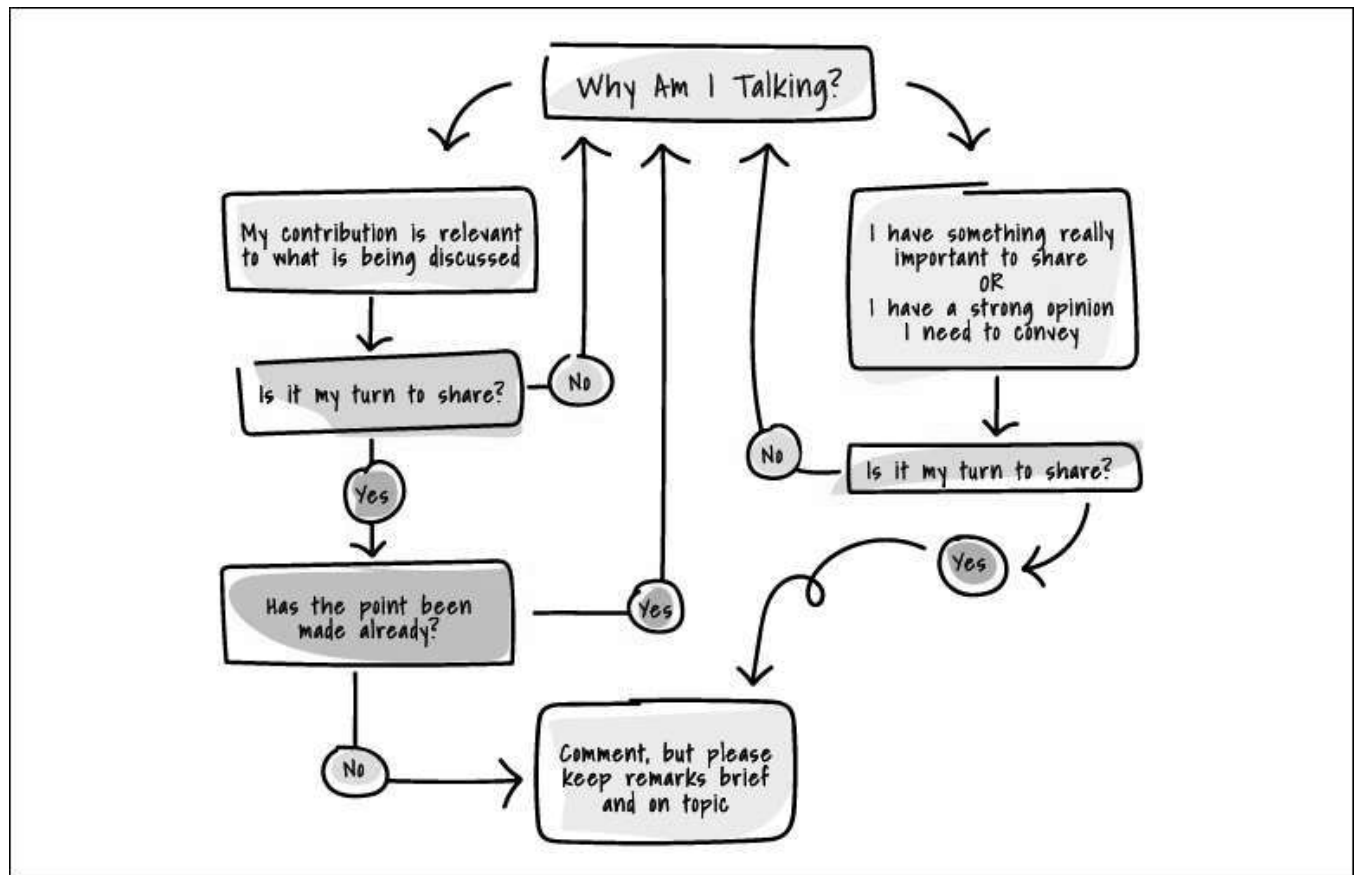 Why Am I Talking?
My contribution is relevant
to what is being discussed
Is it my turn to share?
No
Yes
Has the point been
made already?
Yes
No
I have something really
important to share
OR
I have a strong opinion
I need to convey
Is it my turn to share?
No
Yes
Comment, but please
keep remarks brief
and on topic